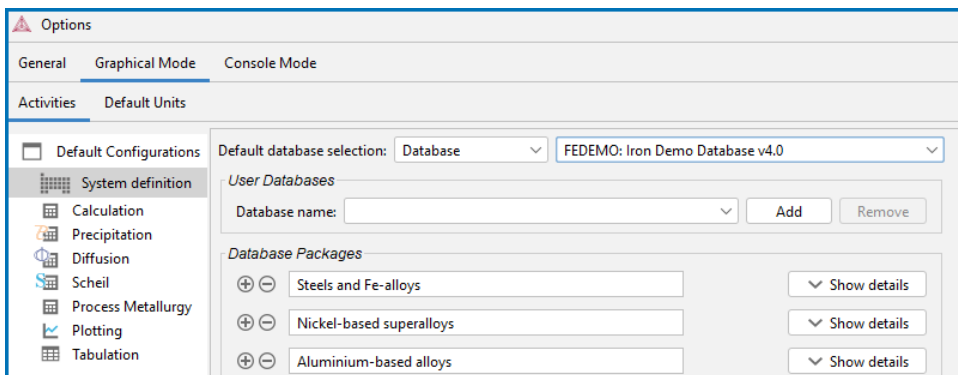 Options
General Graphical Mode Console Mode
Activities Default Units
Default Configurations
System definition
Calculation
Precipitation
Diffusion
Scheil
Process Metallurgy
Plotting
Tabulation
Default database selection: Database FEDEMO: Iron Demo Database v4.0
User Databases
Database name: Add Remove
Database Packages
Steels and Fe-alloys Show details
Nickel-based superalloys Show details
Aluminium-based alloys Show details